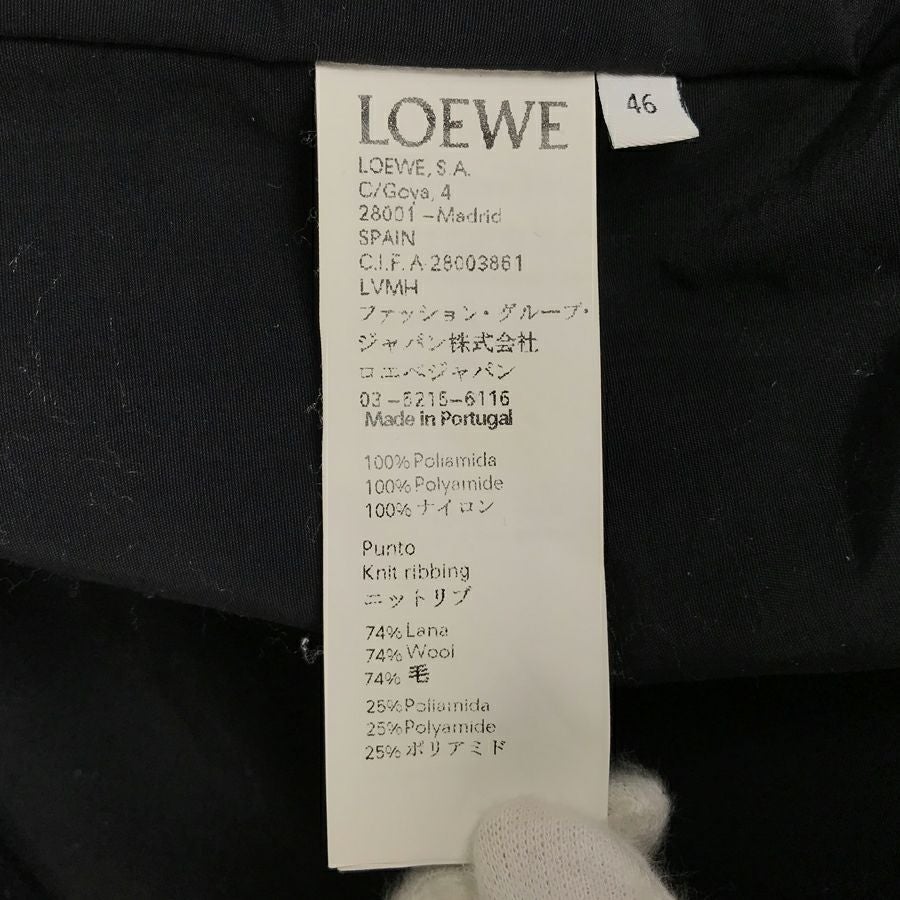 LOEWE
46
LOEWE, S.A.
C/Goya, 4
28001 –Madrid
SPAIN
C.I.F. A-28003861
LVMH
ファッション・グループ・
ジャパン株式会社
ロエベジャパン
03 –6215–6116
Made in Portugal
100% Poliamida
100% Polyamide
100% ナイロン
Punto
Knit ribbing
ニットリブ
74% Lana
74% Wool
74% 毛
25% Poliamida
25% Polyamide
25% ポリアミド